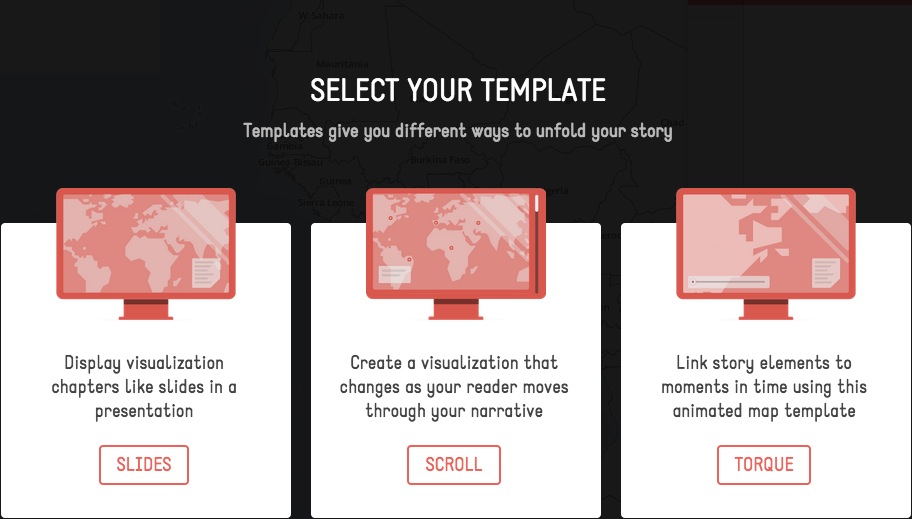 W Sahara
Mauritania
SELECT YOUR TEMPLATE
Templates give you different ways to unfold your story
Chad
Gambia
Guinea-Bissau
Burkina Faso
Guinea
Sierra Leone
Display visualization
chapters like slides in a
presentation
SLIDES
Create a visualization that
changes as your reader moves
through your narrative
SCROLL
Link story elements to
moments in time using this
animated map template
TORQUE